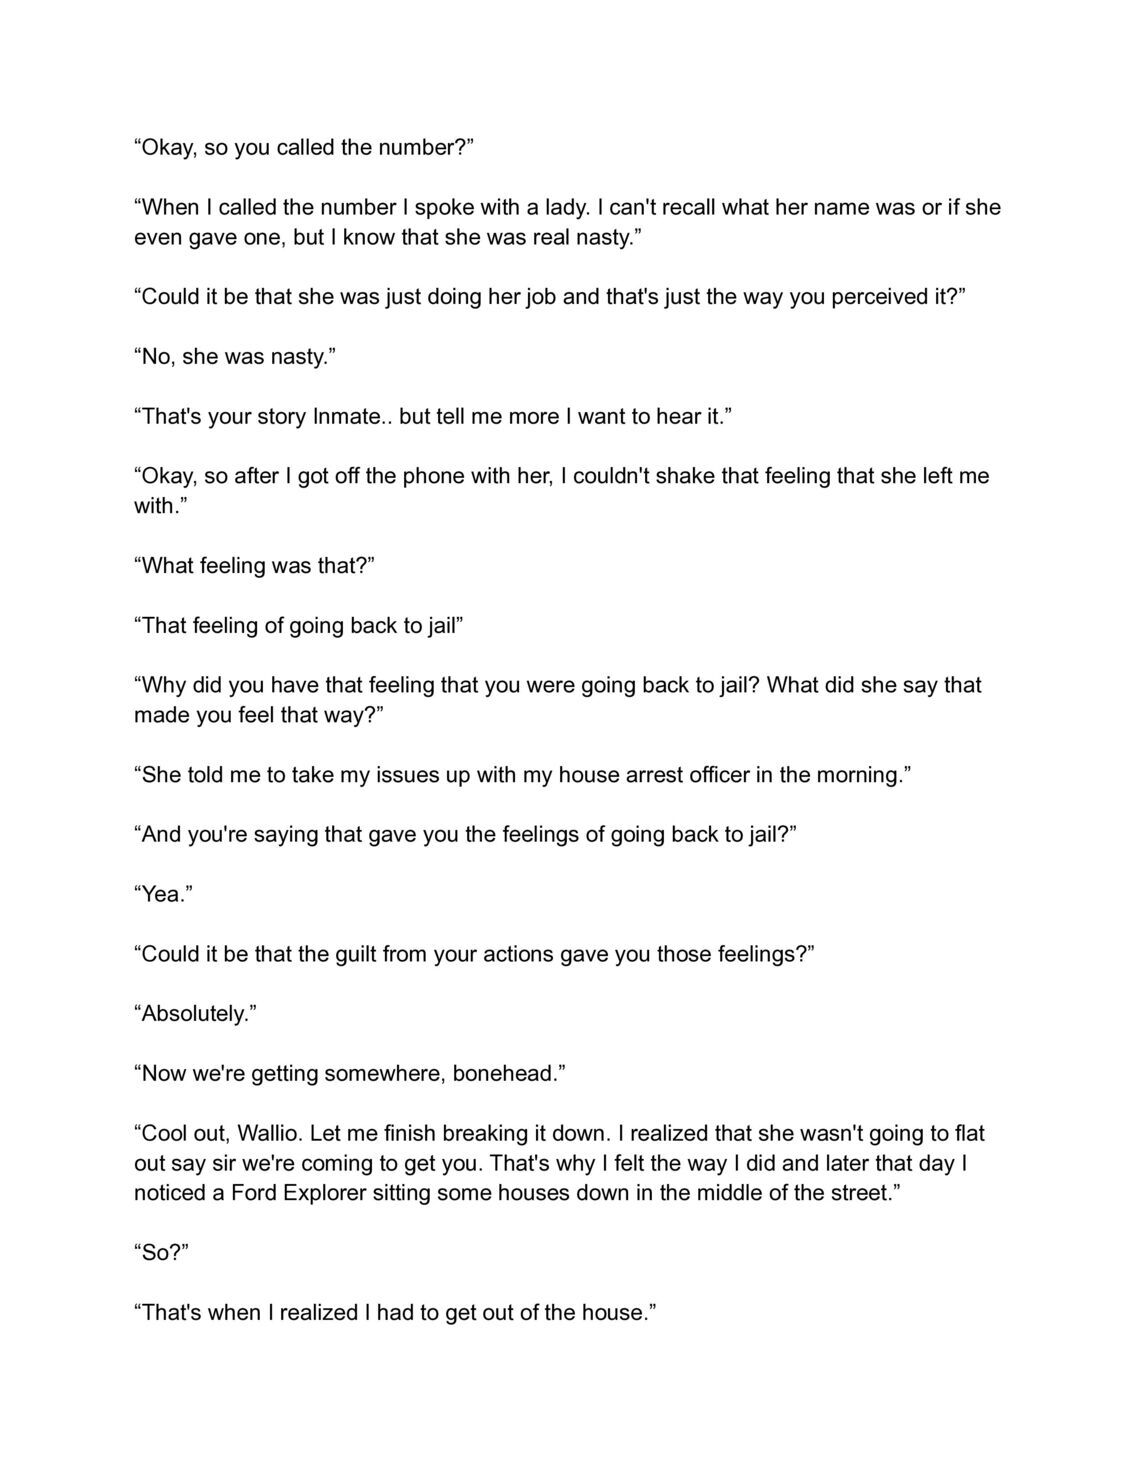 “Okay, so you called the number?”
“When I called the number I spoke with a lady. I can't recall what her name was or if she
even gave one, but I know that she was real nasty.”
“Could it be that she was just doing her job and that's just the way you perceived it?”
“No, she was nasty.”
“That's your story Inmate.. but tell me more I want to hear it.”
“Okay, so after I got off the phone with her, I couldn't shake that feeling that she left me
with.”
“What feeling was that?”
“That feeling of going back to jail”
“Why did you have that feeling that you were going back to jail? What did she say that
made you feel that way?”
“She told me to take my issues up with my house arrest officer in the morning.”
“And you're saying that gave you the feelings of going back to jail?”
“Yea.”
“Could it be that the guilt from your actions gave you those feelings?”
“Absolutely.”
“Now we're getting somewhere, bonehead.”
“Cool out, Wallio. Let me finish breaking it down. I realized that she wasn't going to flat
out say sir we're coming to get you. That's why I felt the way I did and later that day I
noticed a Ford Explorer sitting some houses down in the middle of the street.”
“So?”
“That's when I realized I had to get out of the house.”